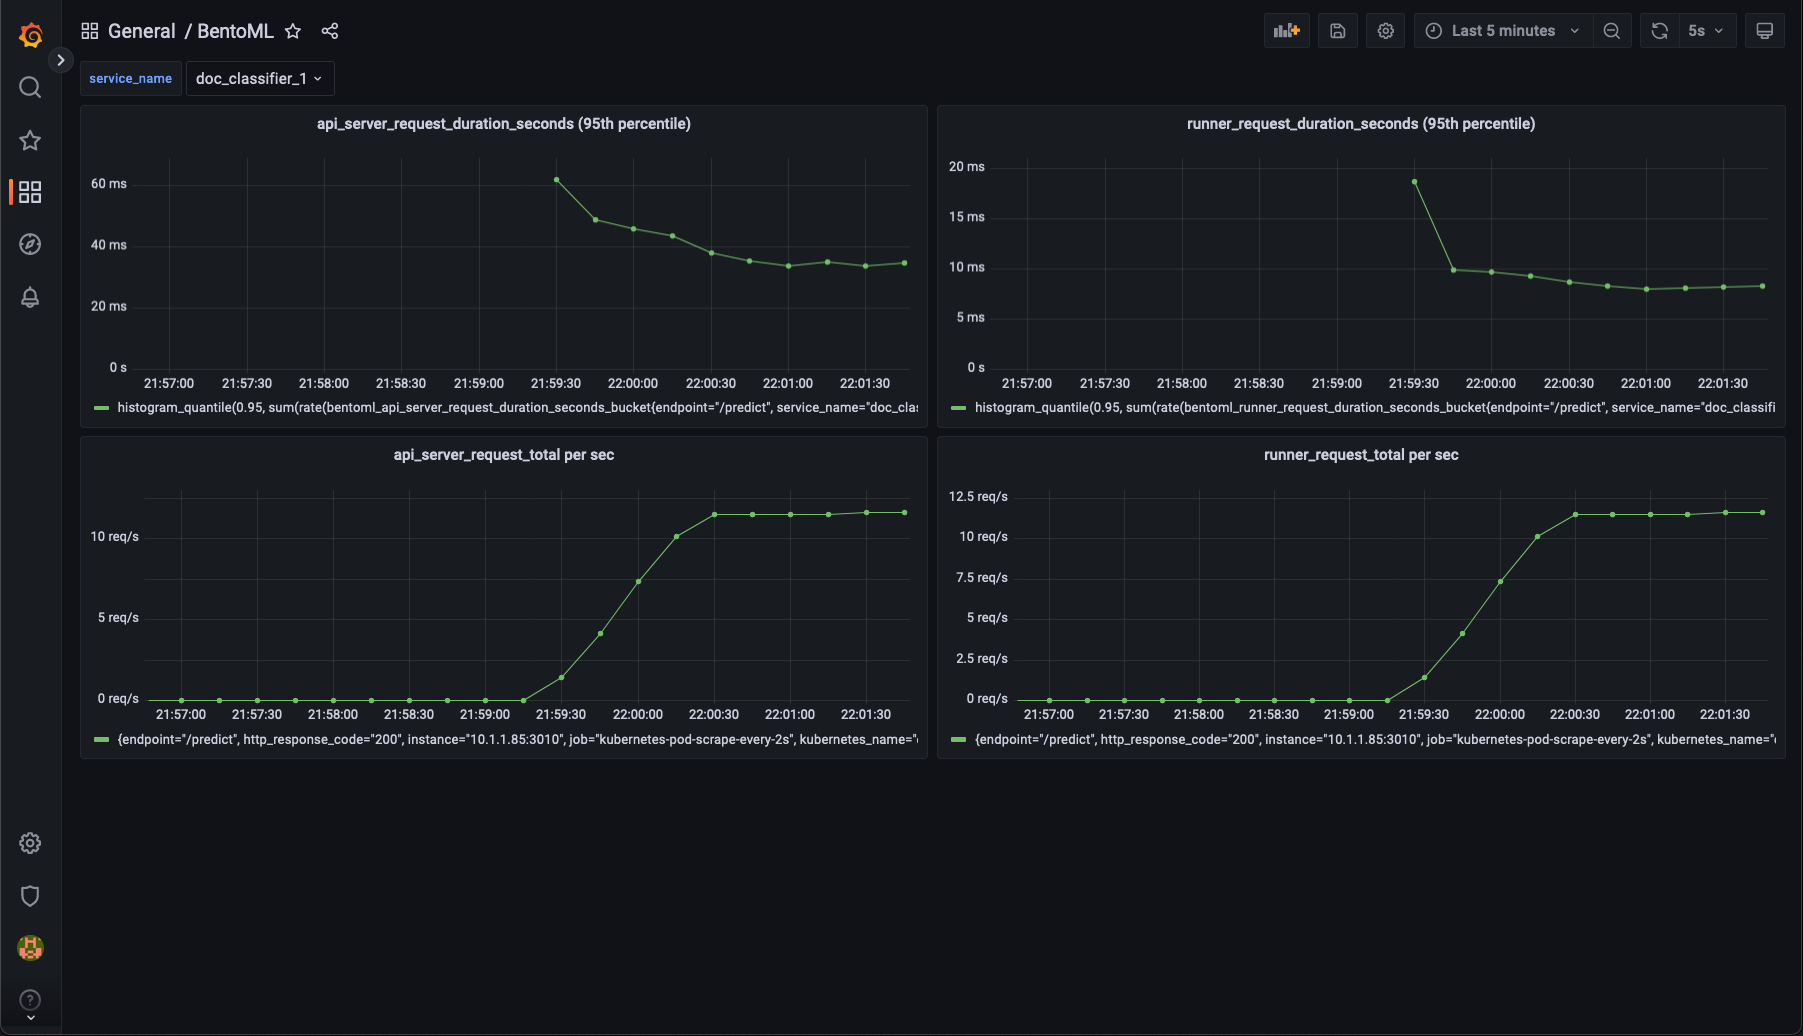 General / BentoML
Last 5 minutes
5s
service_name
doc_classifier_1
api_server_request_duration_seconds (95th percentile)
60 ms
40 ms
20 ms
0 s
21:57:00 21:57:30 21:58:00 21:58:30 21:59:00 21:59:30 22:00:00 22:00:30 22:01:00 22:01:30
histogram_quantile(0.95, sum(rate(bentoml_api_server_request_duration_seconds_bucket{endpoint="/predict", service_name="doc_cla
runner_request_duration_seconds (95th percentile)
20 ms
15 ms
10 ms
5 ms
0 s
21:57:00 21:57:30 21:58:00 21:58:30 21:59:00 21:59:30 22:00:00 22:00:30 22:01:00 22:01:30
histogram_quantile(0.95, sum(rate(bentoml_runner_request_duration_seconds_bucket{endpoint="/predict", service_name="doc_classifi
api_server_request_total per sec
10 req/s
5 req/s
0 req/s
21:57:00 21:57:30 21:58:00 21:58:30 21:59:00 21:59:30 22:00:00 22:00:30 22:01:00 22:01:30
{endpoint="/predict", http_response_code="200", instance="10.1.1.85:3010", job="kubernetes-pod-scrape-every-2s", kubernetes_name="
runner_request_total per sec
12.5 req/s
10 req/s
7.5 req/s
5 req/s
2.5 req/s
0 req/s
21:57:00 21:57:30 21:58:00 21:58:30 21:59:00 21:59:30 22:00:00 22:00:30 22:01:00 22:01:30
{endpoint="/predict", http_response_code="200", instance="10.1.1.85:3010", job="kubernetes-pod-scrape-every-2s", kubernetes_name="